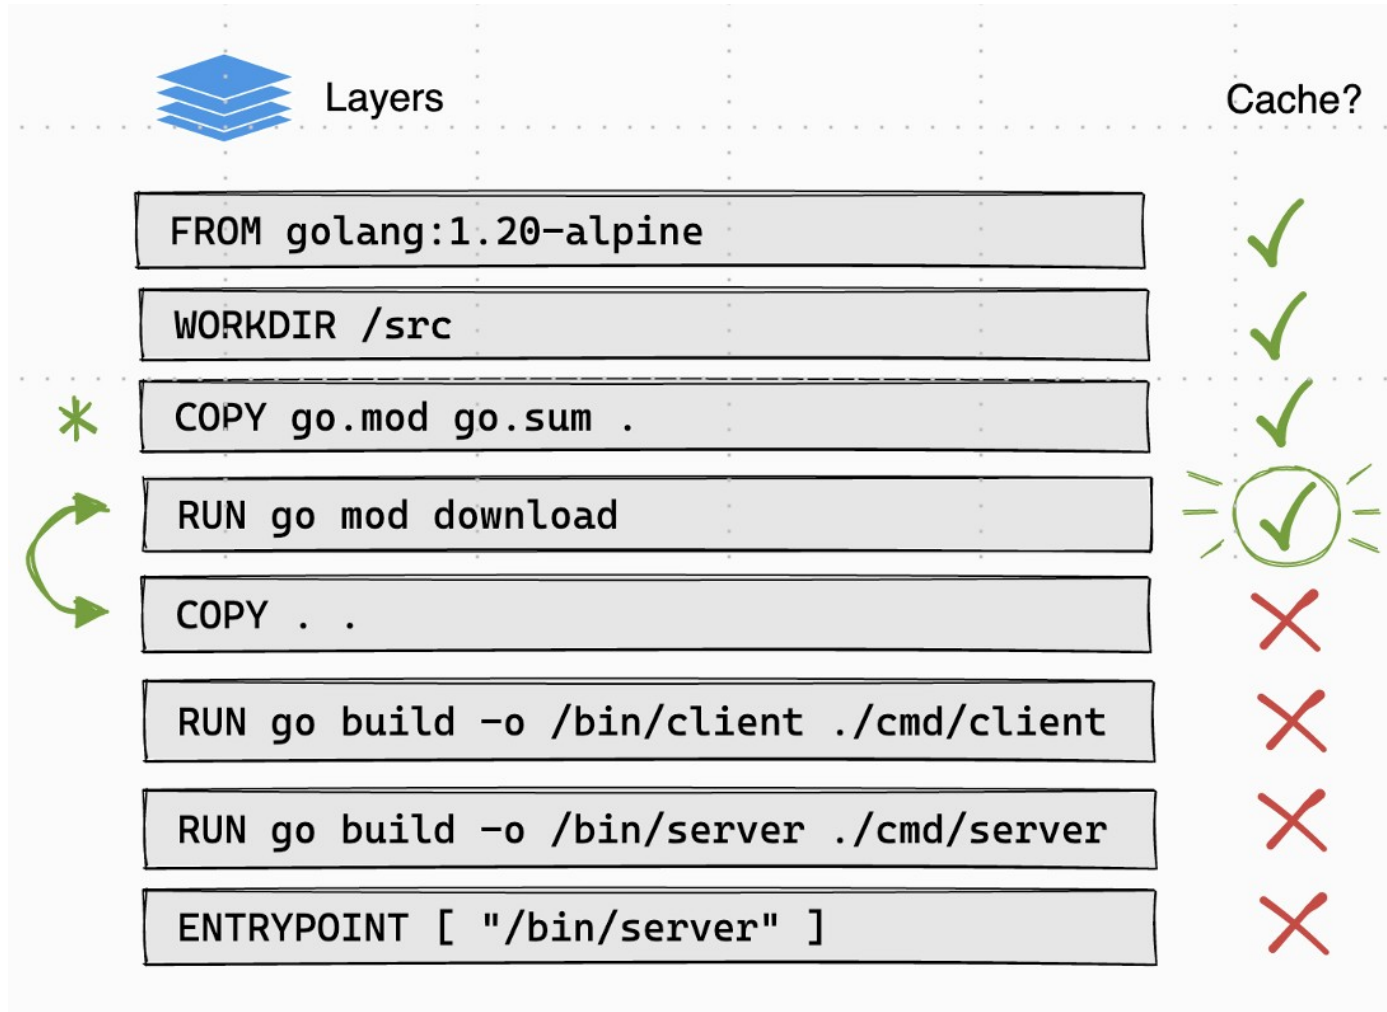 Layers
Cache?
FROM golang:1.20-alpine
WORKDIR /src
COPY go.mod go.sum .
RUN go mod download
COPY . .
RUN go build -o /bin/client ./cmd/client
RUN go build -o /bin/server ./cmd/server
ENTRYPOINT [ "/bin/server" ]